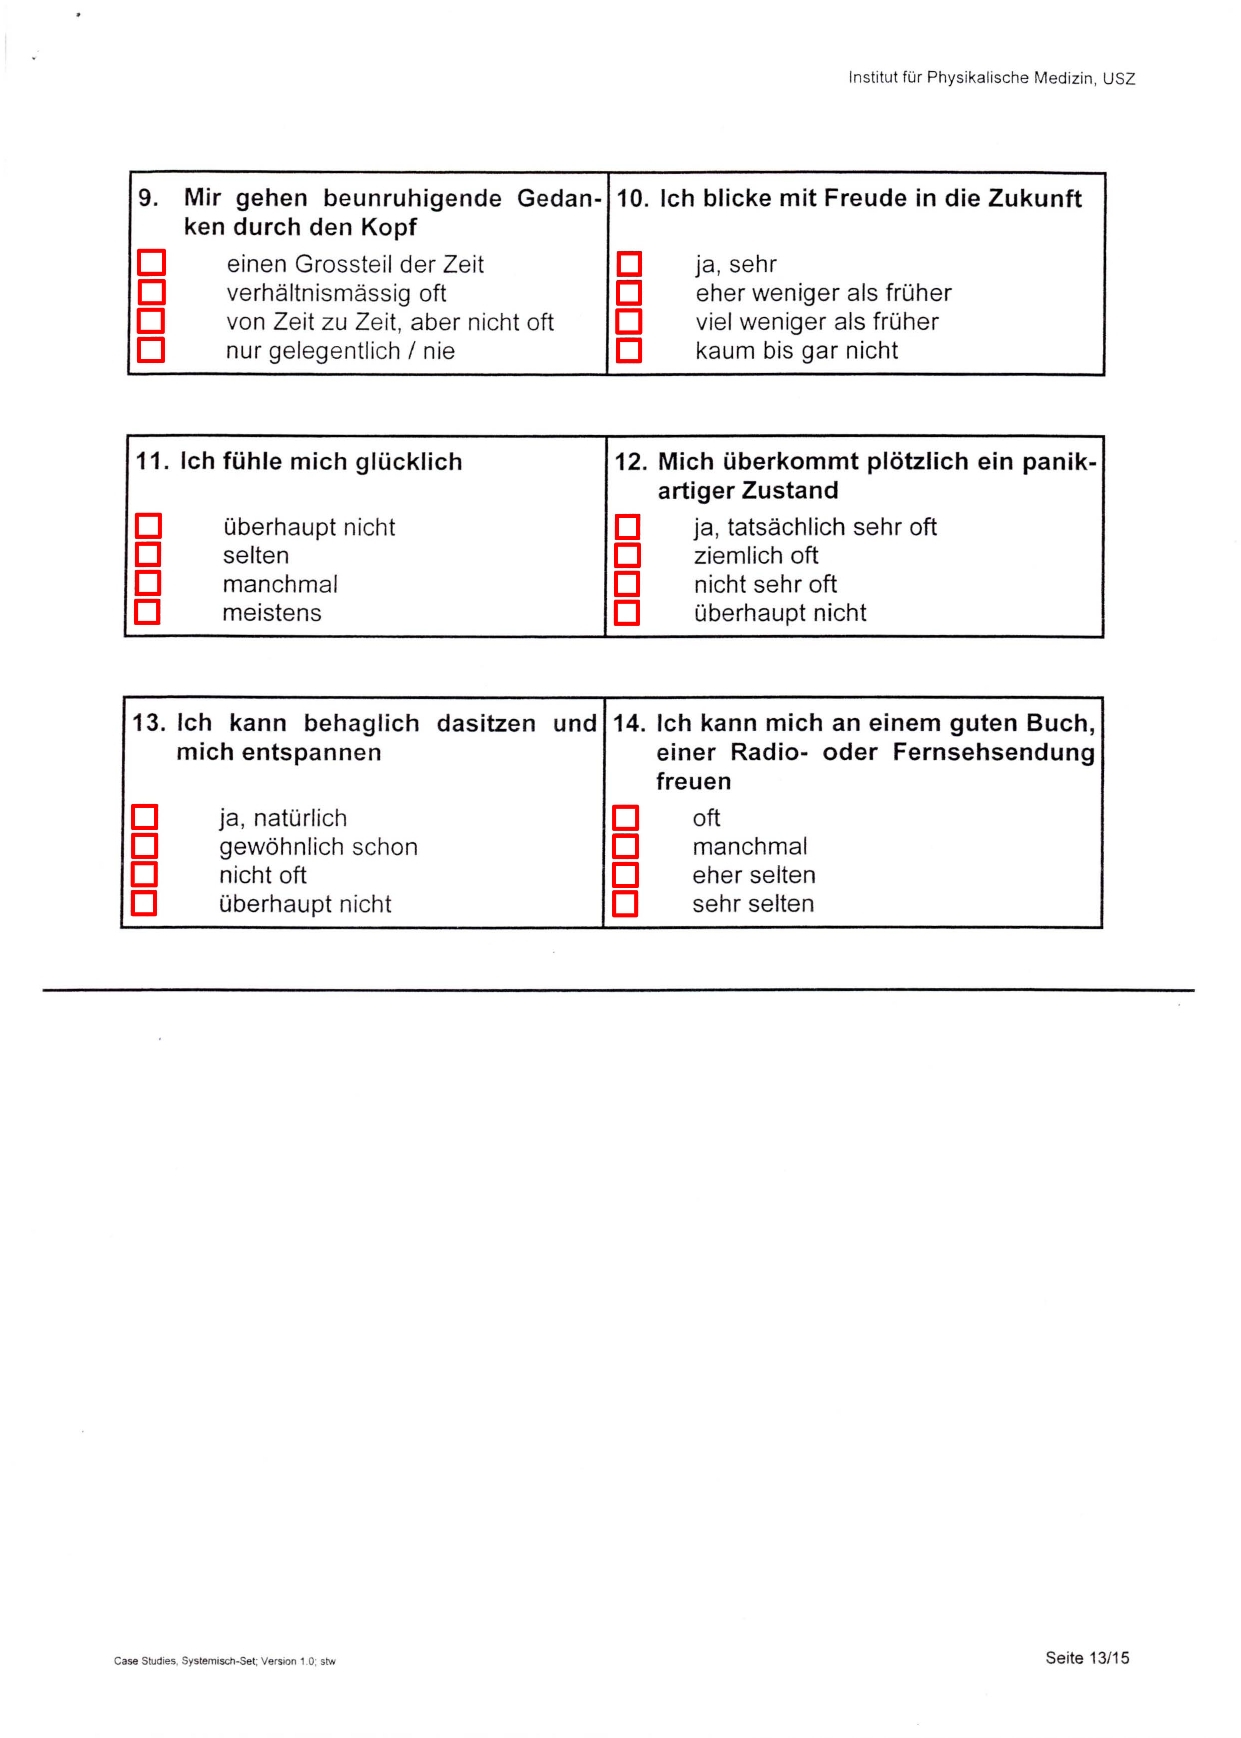 Institut für Physikalische Medizin, USZ
9. Mir gehen beunruhigende Gedan-
ken durch den Kopf
einen Grossteil der Zeit
verhältnismässig oft
von Zeit zu Zeit, aber nicht oft
nur gelegentlich / nie
10. Ich blicke mit Freude in die Zukunft
ja, sehr
eher weniger als früher
viel weniger als früher
kaum bis gar nicht
11. Ich fühle mich glücklich
überhaupt nicht
selten
manchmal
meistens
12. Mich überkommt plötzlich ein panik-
artiger Zustand
ja, tatsächlich sehr oft
ziemlich oft
nicht sehr oft
überhaupt nicht
13. Ich kann behaglich dasitzen und
mich entspannen
ja, natürlich
gewöhnlich schon
nicht oft
überhaupt nicht
14. Ich kann mich an einem guten Buch,
einer Radio- oder Fernsehsendung
freuen
oft
manchmal
eher selten
sehr selten
Case Studies, Systemisch-Set; Version 1.0; stw
Seite 13/15